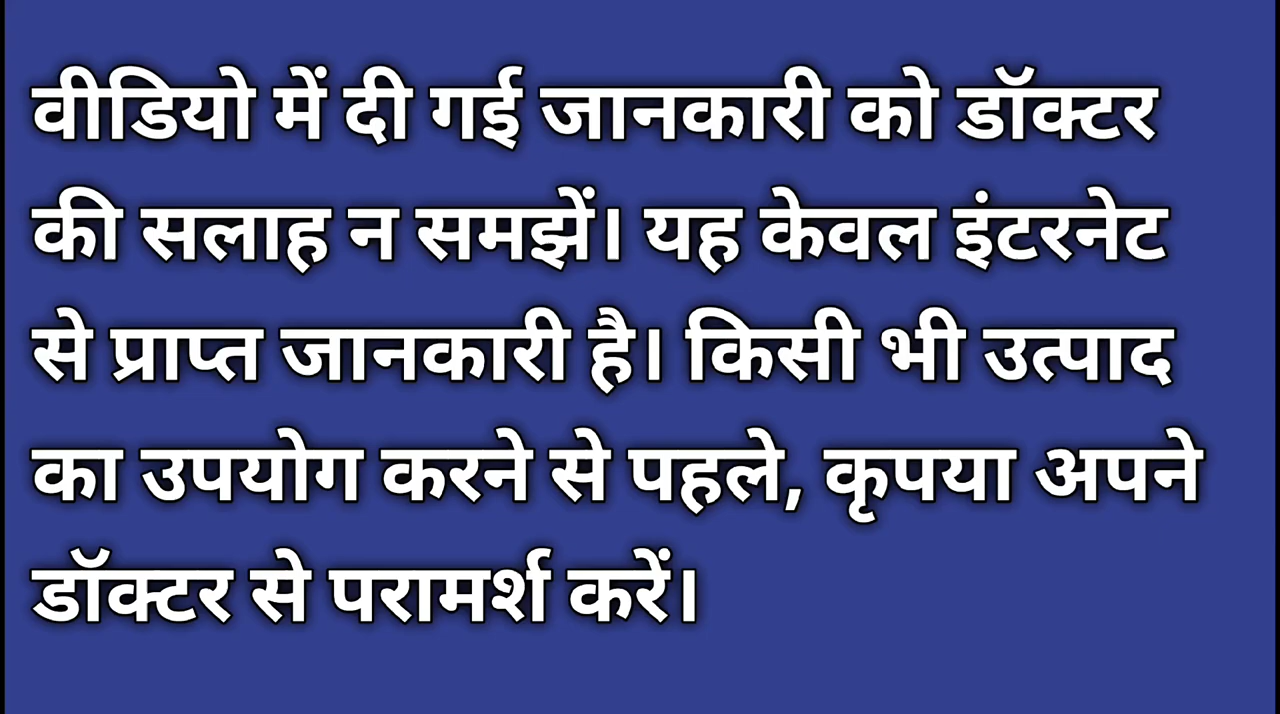 वीडियो में दी गई जानकारी को डॉक्टर
की सलाह न समझें। यह केवल इंटरनेट
से प्राप्त जानकारी है। किसी भी उत्पाद
का उपयोग करने से पहले, कृपया अपने
डॉक्टर से परामर्श करें।